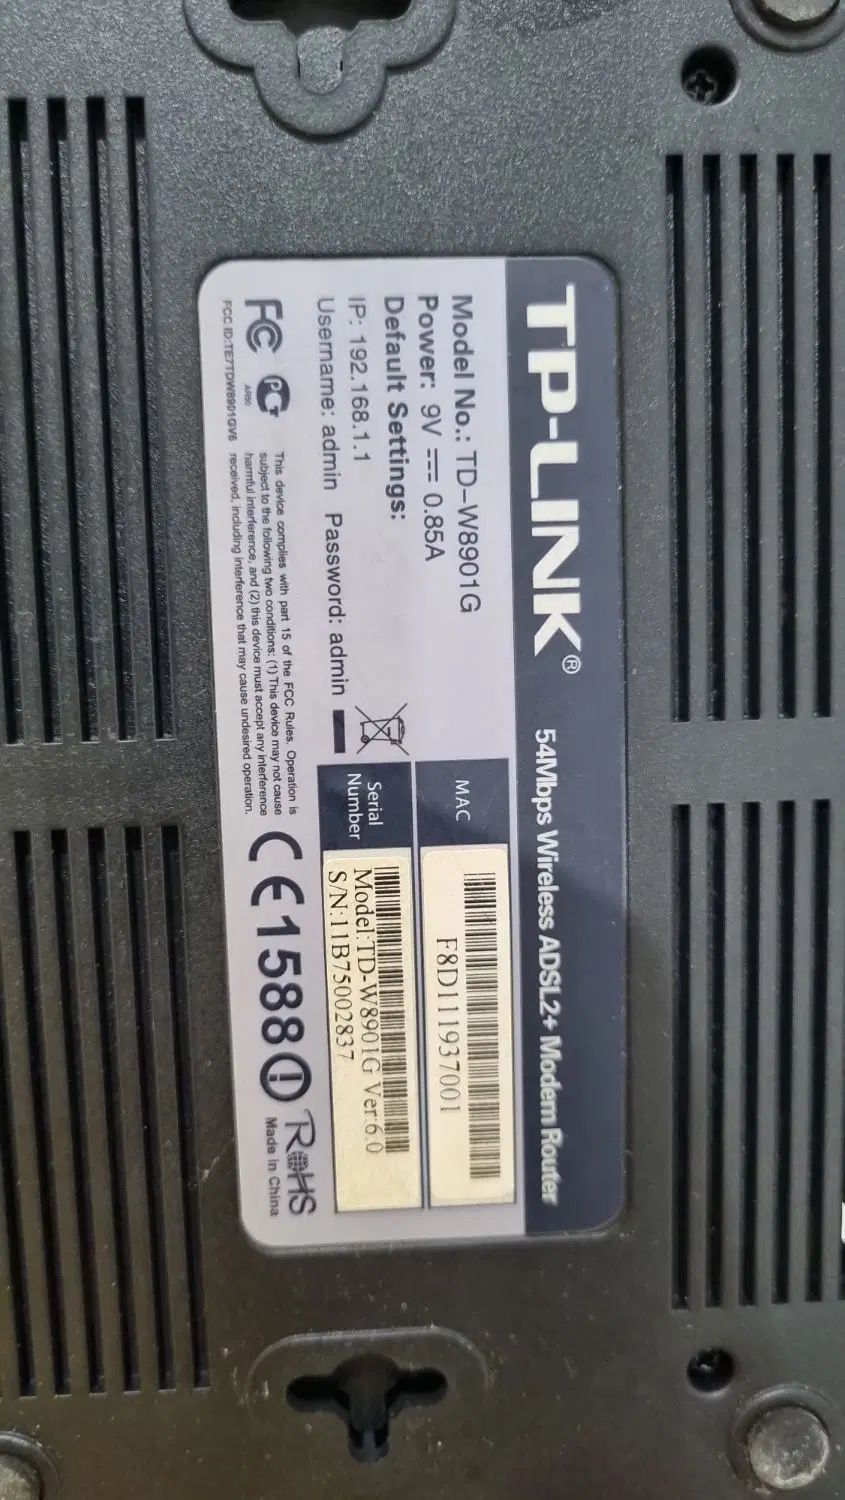 TP-LINK® 54Mbps Wireless ADSL2+ Modem Router
Model No.: TD-W8901G
Power: 9V ⎓ 0.85A
Default Settings:
IP: 192.168.1.1
Username: admin Password: admin
MAC
F8D111937001
Serial
Number
Model:TD-W8901G Ver:6.0
S/N:11B75002837
FC
PG
АЯ80
FCC ID:TE7TDW8901GV6
This device complies with part 15 of the FCC Rules. Operation is
subject to the following two conditions: (1) This device may not cause
harmful interference, and (2) this device must accept any interference
received, including interference that may cause undesired operation.
CE1588
RoHS
Made in China